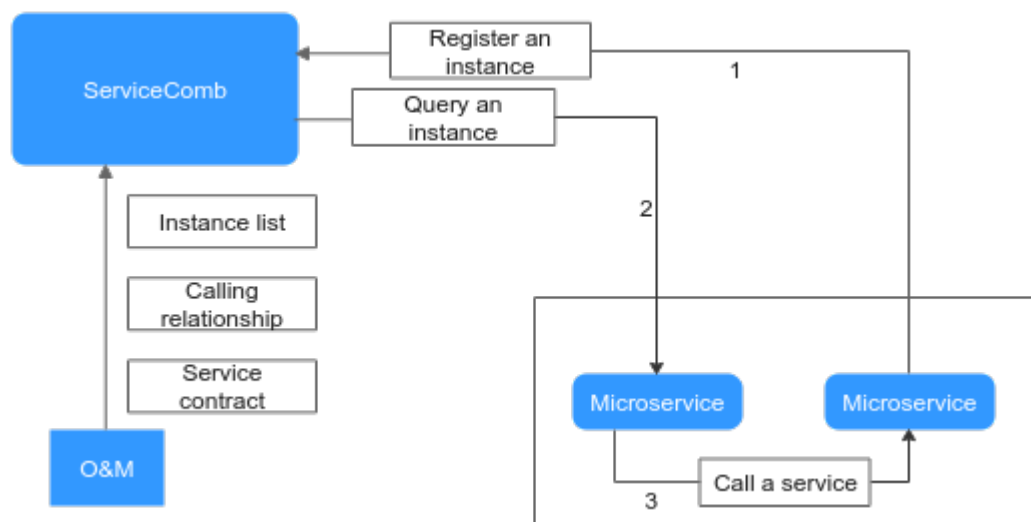 Register an
instance
1
ServiceComb
Query an
instance
2
Instance list
Calling
relationship
Service
contract
Microservice
Microservice
O&M
Call a service
3